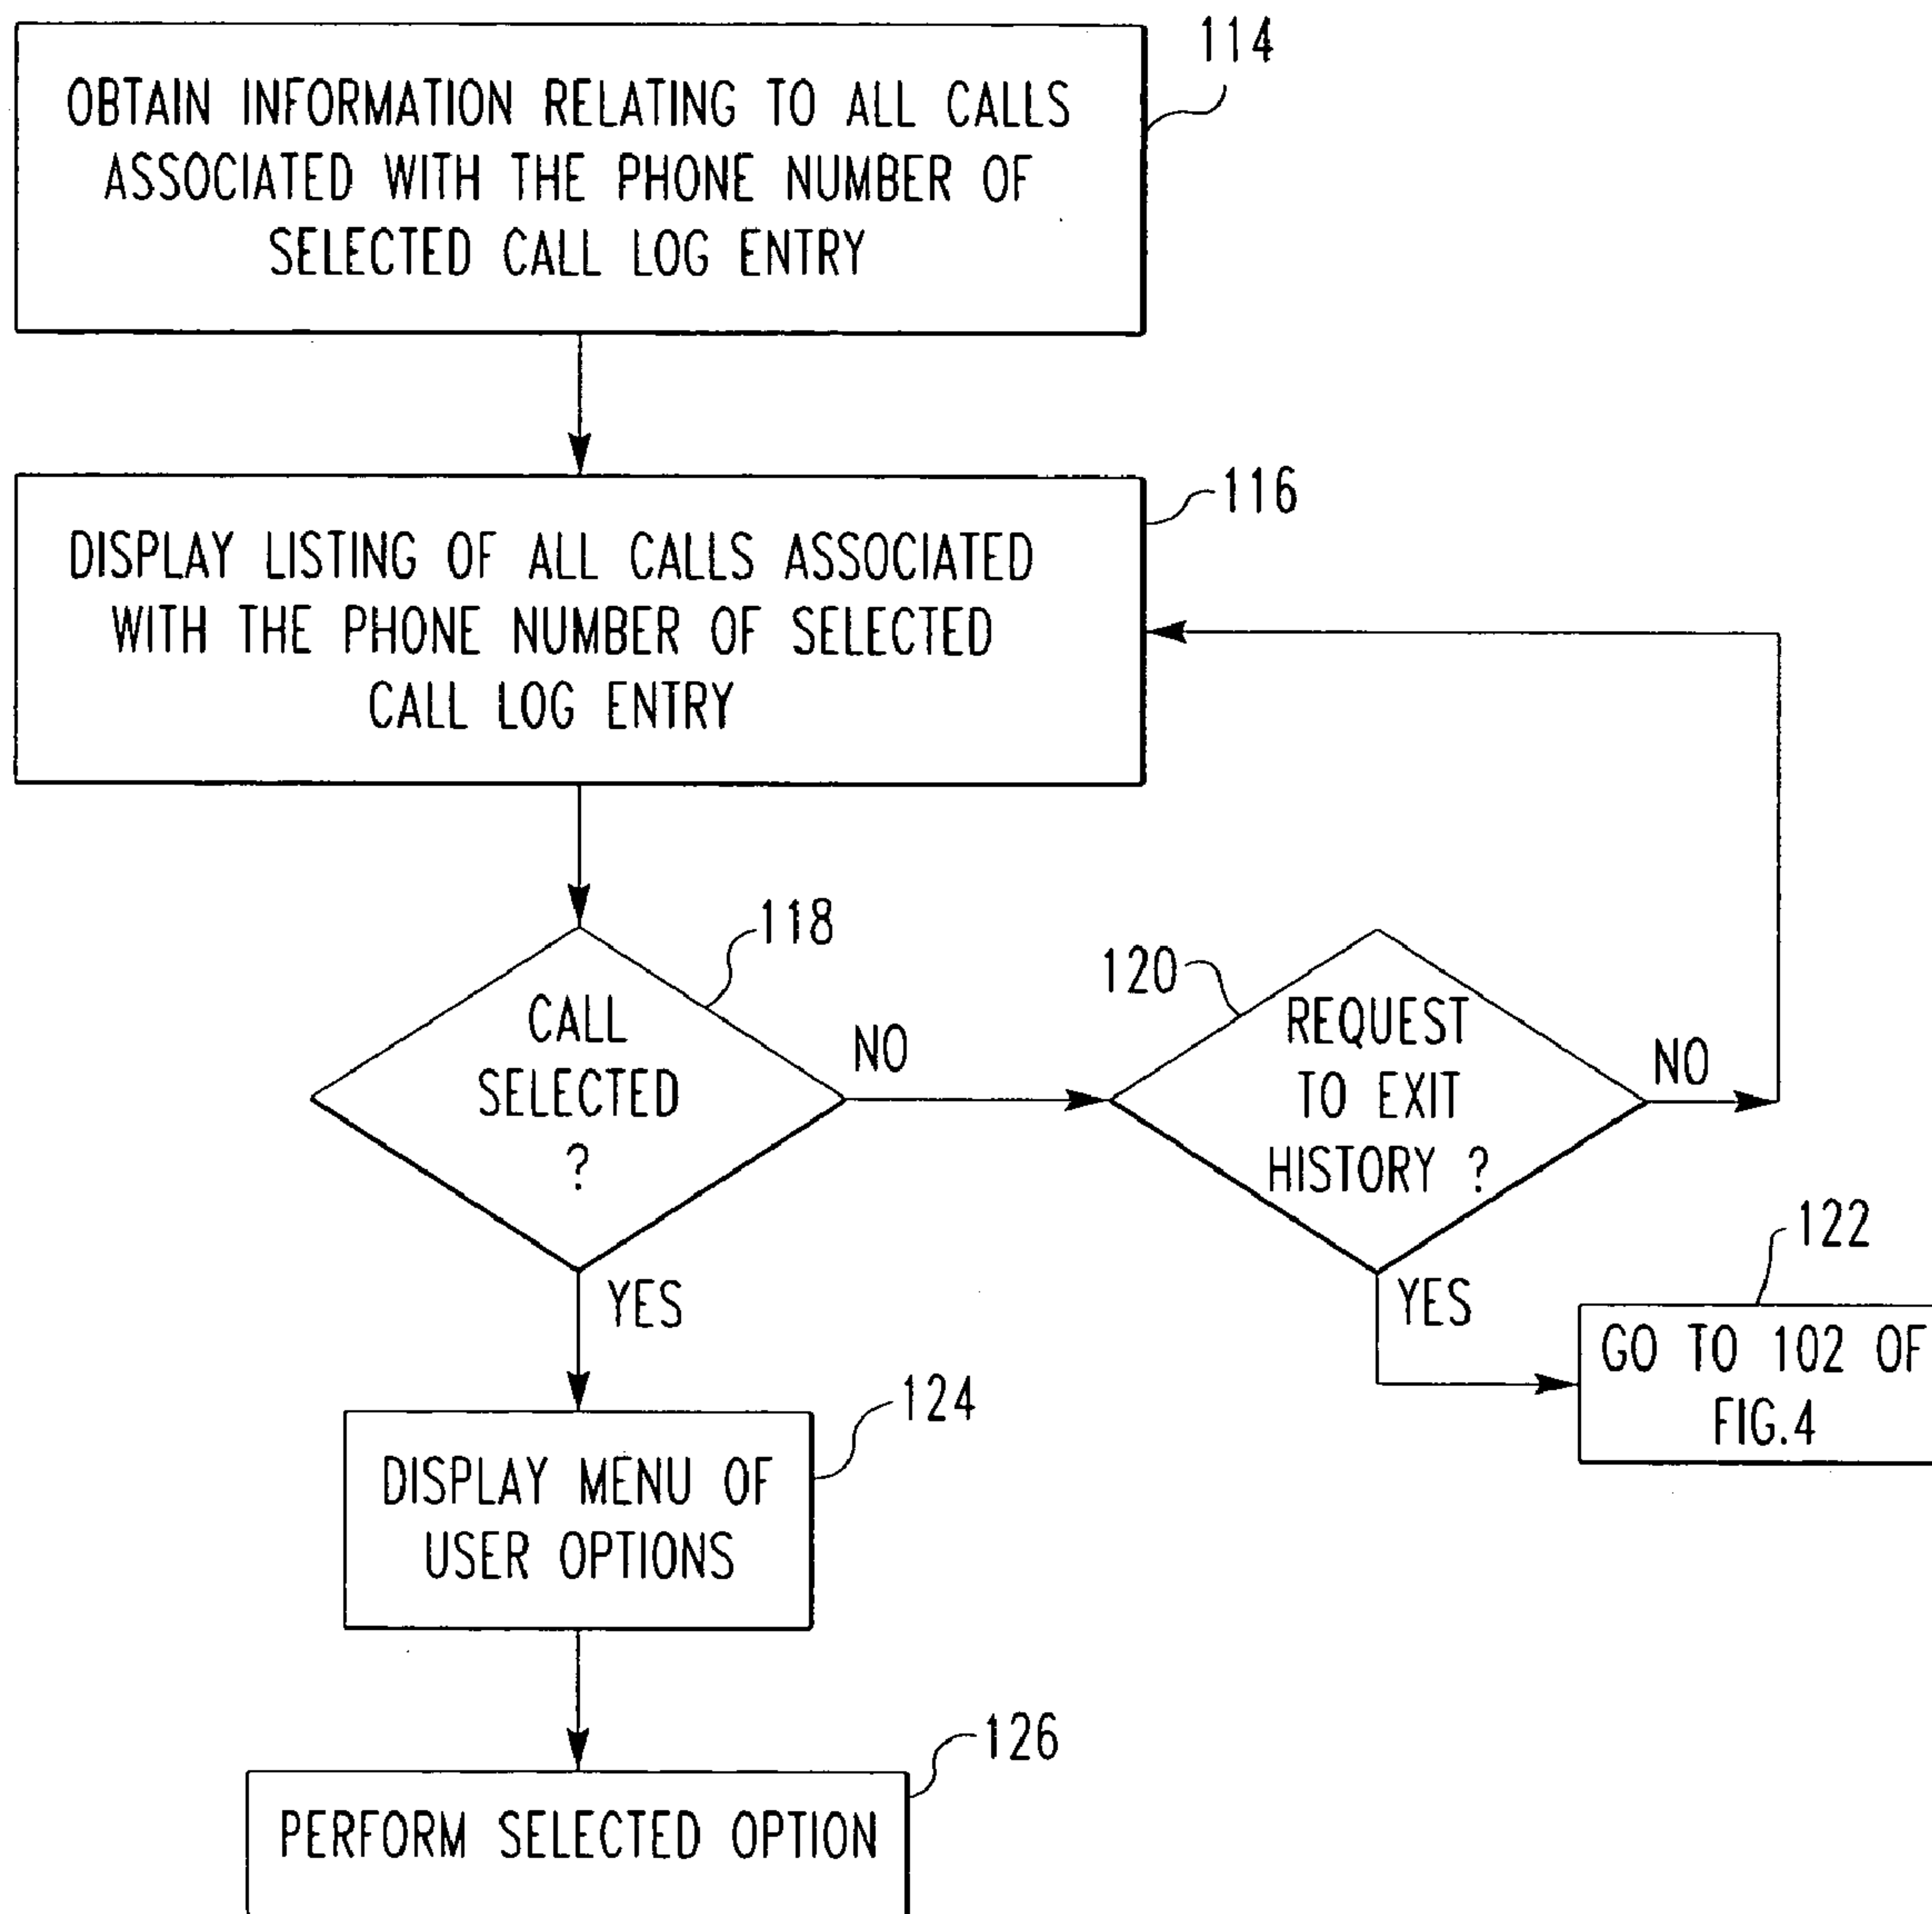 114
OBTAIN INFORMATION RELATING TO ALL CALLS
ASSOCIATED WITH THE PHONE NUMBER OF
SELECTED CALL LOG ENTRY
116
DISPLAY LISTING OF ALL CALLS ASSOCIATED
WITH THE PHONE NUMBER OF SELECTED
CALL LOG ENTRY
118
CALL
SELECTED
?
NO
YES
120
REQUEST
TO EXIT
HISTORY ?
NO
YES
122
GO TO 102 OF
FIG.4
124
DISPLAY MENU OF
USER OPTIONS
126
PERFORM SELECTED OPTION